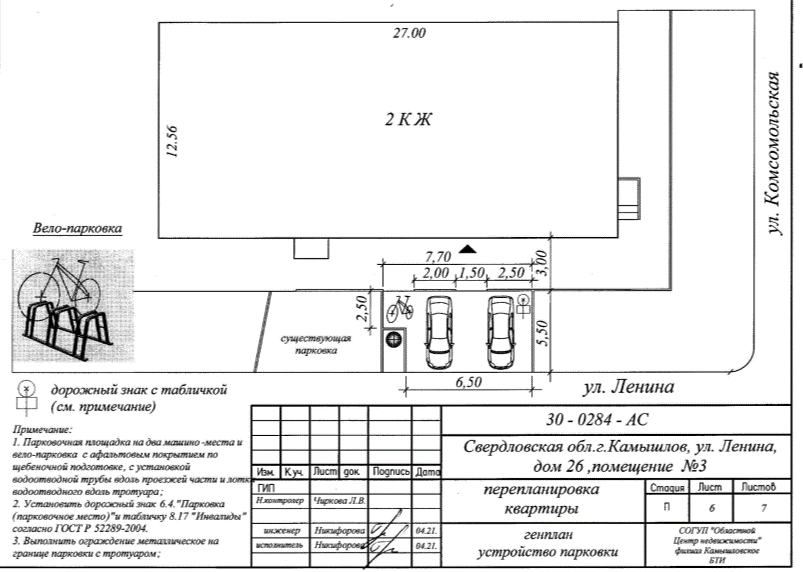 27.00
12.56
2 К Ж
ул. Комсомольская
Вело-парковка
7,70
2,00
1,50
2,50
3,00
2,50
5,50
существующая
парковка
6,50
ул. Ленина
дорожный знак с табличкой
(см. примечание)
Примечание:
1. Парковочная площадка на два машино-места и
вело-парковка с афальтовым покрытием по
щебеночной подготовке, с установкой
водоотводной трубы вдоль проезжей части и лотка
водоотводного вдоль тротуара;
2. Установить дорожный знак 6.4."Парковка
(парковочное место)"и табличку 8.17 "Инвалиды"
согласно ГОСТ Р 52289-2004.
3. Выполнить ограждение металлическое на
границе парковки с тротуаром;
30 - 0284 - АС
Свердловская обл.г.Камышлов, ул. Ленина,
дом 26 ,помещение №3
Изм. К уч. Лист док Подпись Дата
ГИП
Н.контролер Чиркова Л.В.
инженер Никифорова 04.21.
исполнитель Никифорова 04.21.
перепланировка
квартиры
Стадия Лист Листов
П 6 7
генплан
устройство парковки
СОГУП "Областной
Центр недвижимости"
филиал Камышловское
БТИ